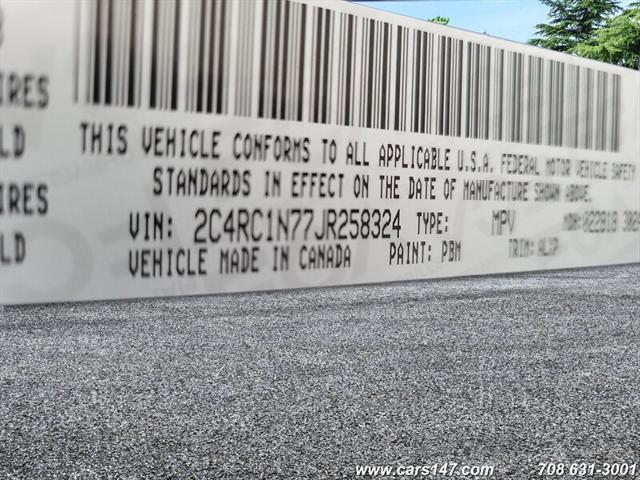 IRES
LD
THIS VEHICLE CONFORMS TO ALL APPLICABLE U.S.A. FEDERAL MOTOR VEHICLE SAFETY
STANDARDS IN EFFECT ON THE DATE OF MANUFACTURE SHOWN ABOVE.
IRES
VIN: 2C4RC1N77JR258324 TYPE: MPV
LD
VEHICLE MADE IN CANADA PAINT: PBM TRIM:
www.cars147.com 708 631-3001